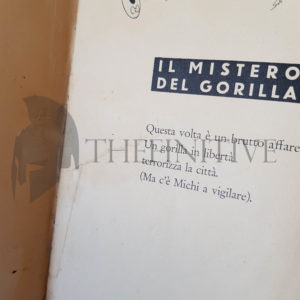 IL MISTERO
DEL GORILLA
Questa volta è un brutto affare
Un gorilla in libertà
terrorizza la città.
(Ma c'è Michi a vigilare).